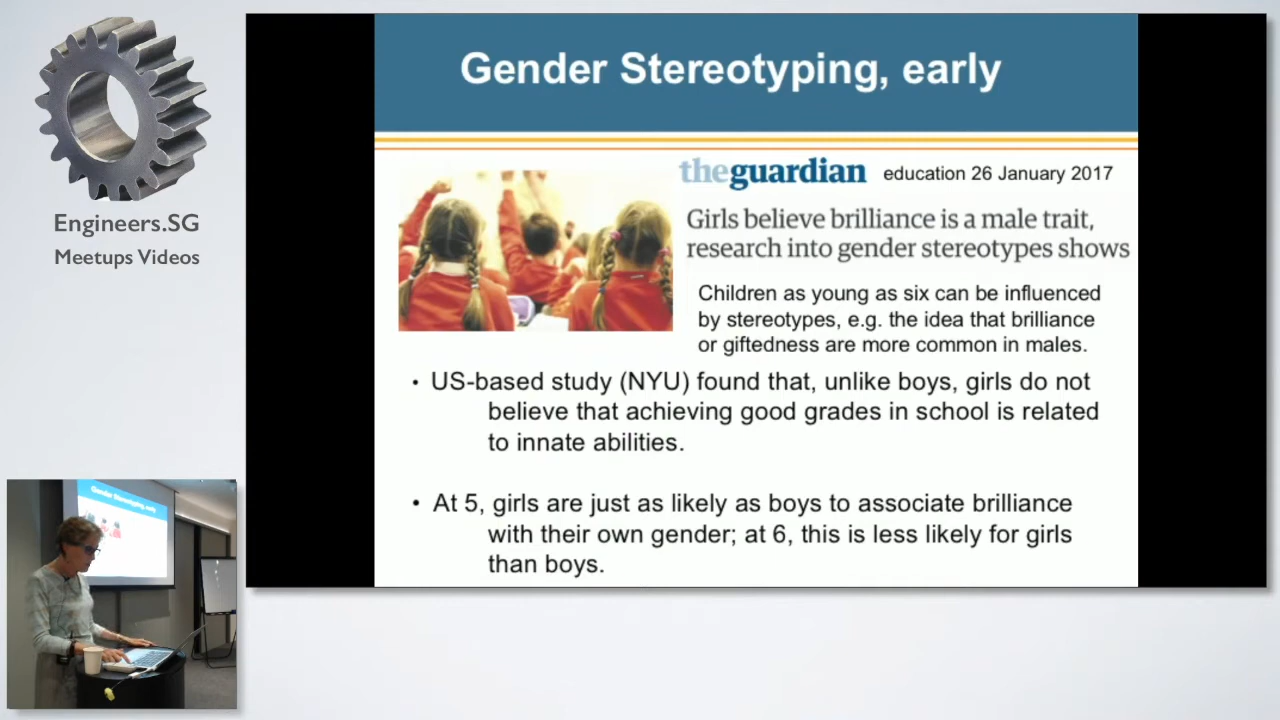 Engineers.SG
Meetups Videos
Gender Stereotyping, early
theguardian education 26 January 2017
Girls believe brilliance is a male trait,
research into gender stereotypes shows
Children as young as six can be influenced
by stereotypes, e.g. the idea that brilliance
or giftedness are more common in males.
• US-based study (NYU) found that, unlike boys, girls do not
believe that achieving good grades in school is related
to innate abilities.
• At 5, girls are just as likely as boys to associate brilliance
with their own gender; at 6, this is less likely for girls
than boys.
Gender Stereotyping, early